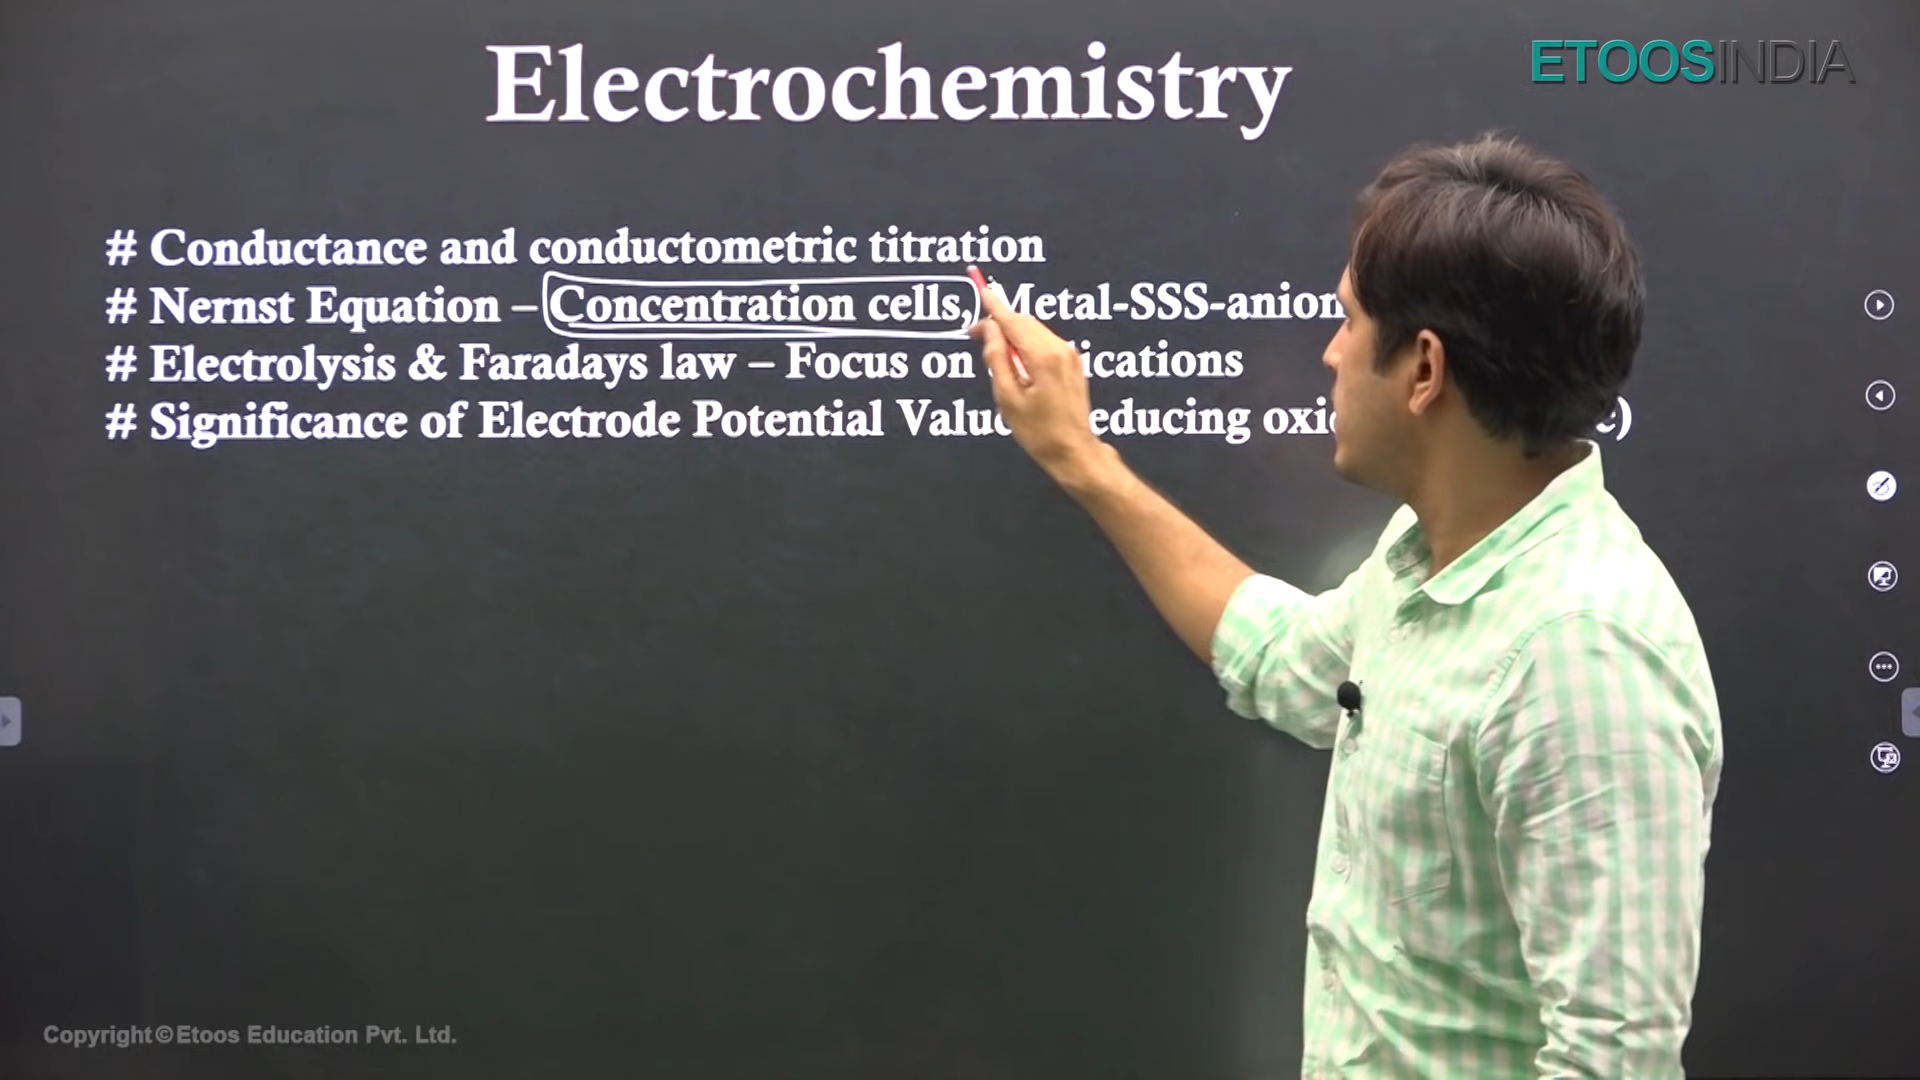 Electrochemistry
ETOOSINDIA
# Conductance and conductometric titration
# Nernst Equation – Concentration cells, Metal-SSS-anion
# Electrolysis & Faradays law – Focus on
# Significance of Electrode Potential
Copyright © Etoos Education Pvt. Ltd.